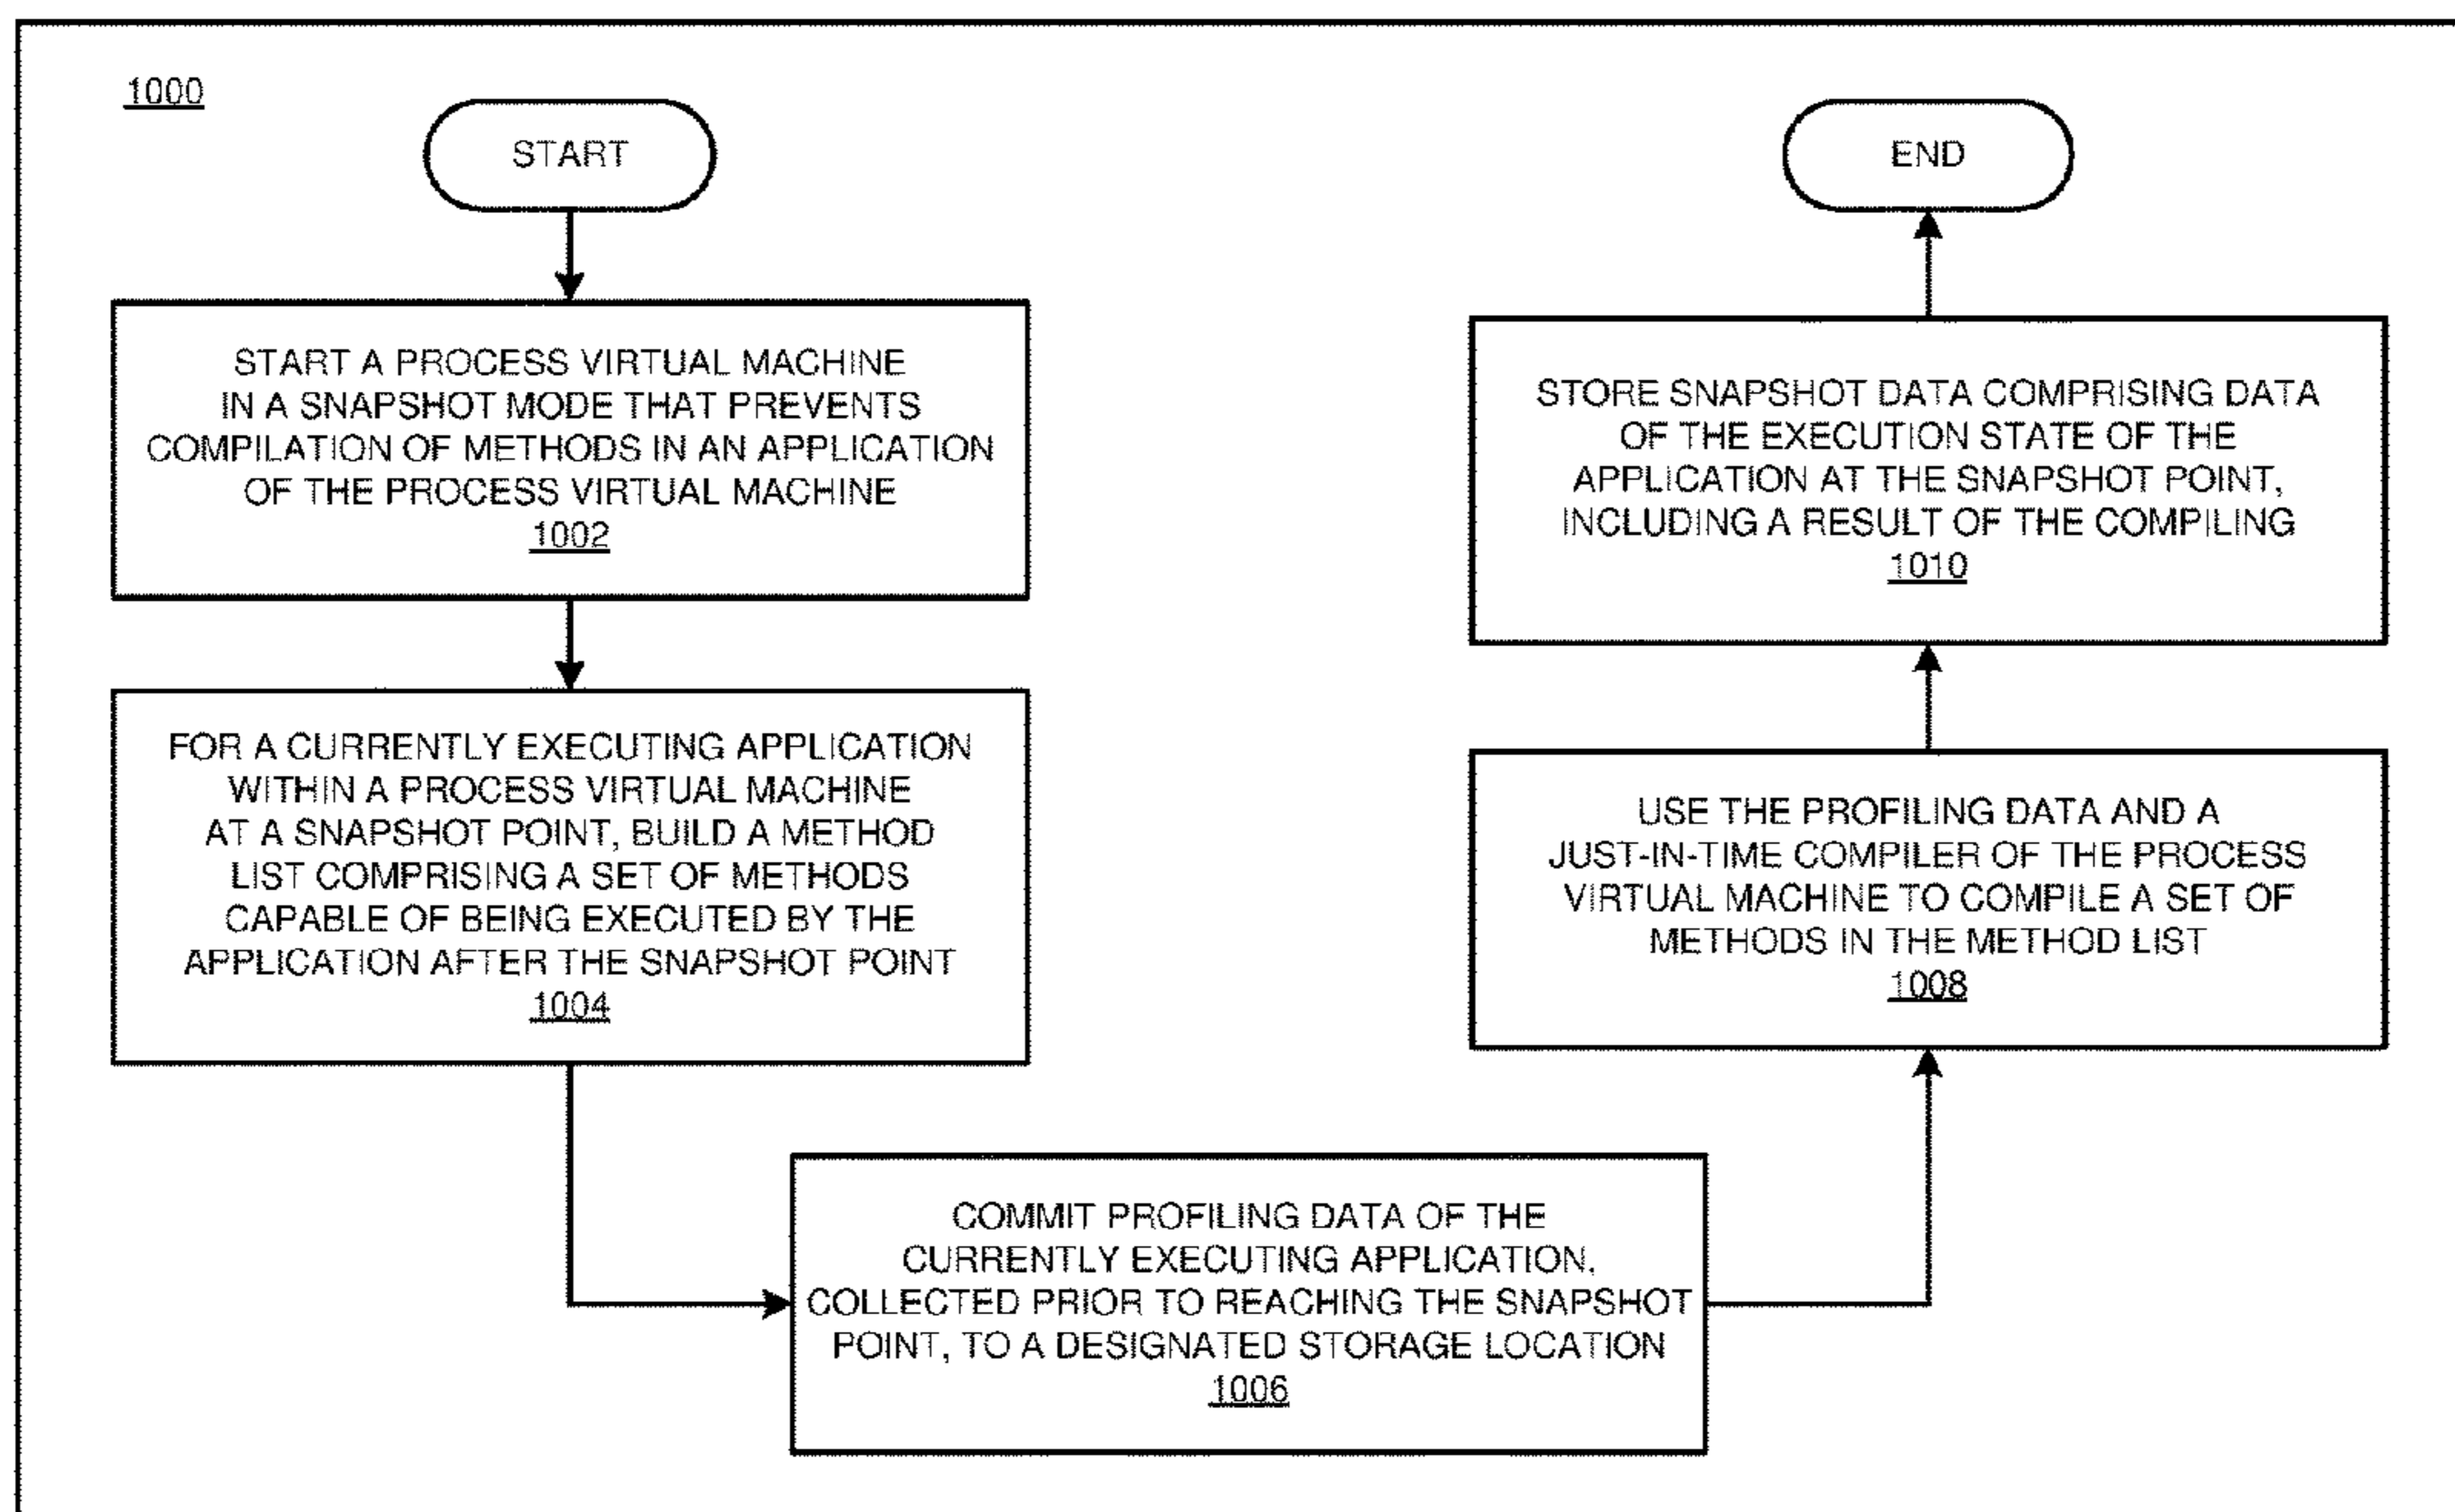 1000
START
START A PROCESS VIRTUAL MACHINE
IN A SNAPSHOT MODE THAT PREVENTS
COMPILATION OF METHODS IN AN APPLICATION
OF THE PROCESS VIRTUAL MACHINE
1002
FOR A CURRENTLY EXECUTING APPLICATION
WITHIN A PROCESS VIRTUAL MACHINE
AT A SNAPSHOT POINT, BUILD A METHOD
LIST COMPRISING A SET OF METHODS
CAPABLE OF BEING EXECUTED BY THE
APPLICATION AFTER THE SNAPSHOT POINT
1004
COMMIT PROFILING DATA OF THE
CURRENTLY EXECUTING APPLICATION,
COLLECTED PRIOR TO REACHING THE SNAPSHOT
POINT, TO A DESIGNATED STORAGE LOCATION
1006
USE THE PROFILING DATA AND A
JUST-IN-TIME COMPILER OF THE PROCESS
VIRTUAL MACHINE TO COMPILE A SET OF
METHODS IN THE METHOD LIST
1008
STORE SNAPSHOT DATA COMPRISING DATA
OF THE EXECUTION STATE OF THE
APPLICATION AT THE SNAPSHOT POINT,
INCLUDING A RESULT OF THE COMPILING
1010
END